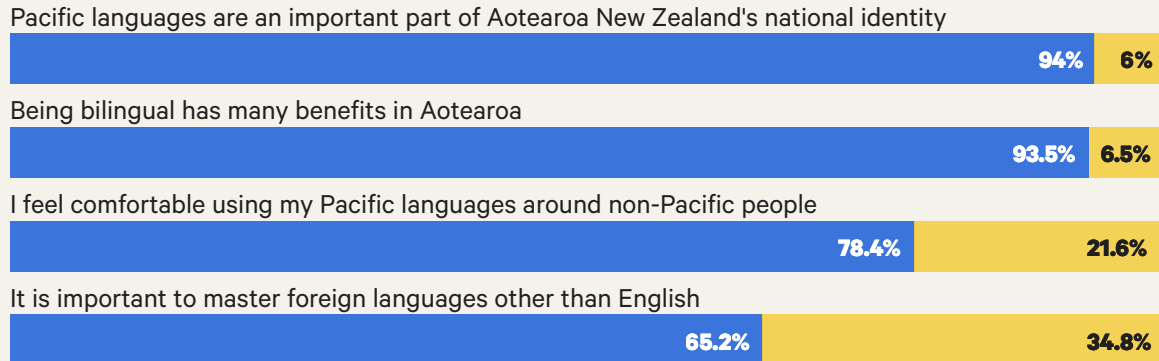 Pacific languages are an important part of Aotearoa New Zealand's national identity
94% 6%
Being bilingual has many benefits in Aotearoa
93.5% 6.5%
I feel comfortable using my Pacific languages around non-Pacific people
78.4% 21.6%
It is important to master foreign languages other than English
65.2% 34.8%